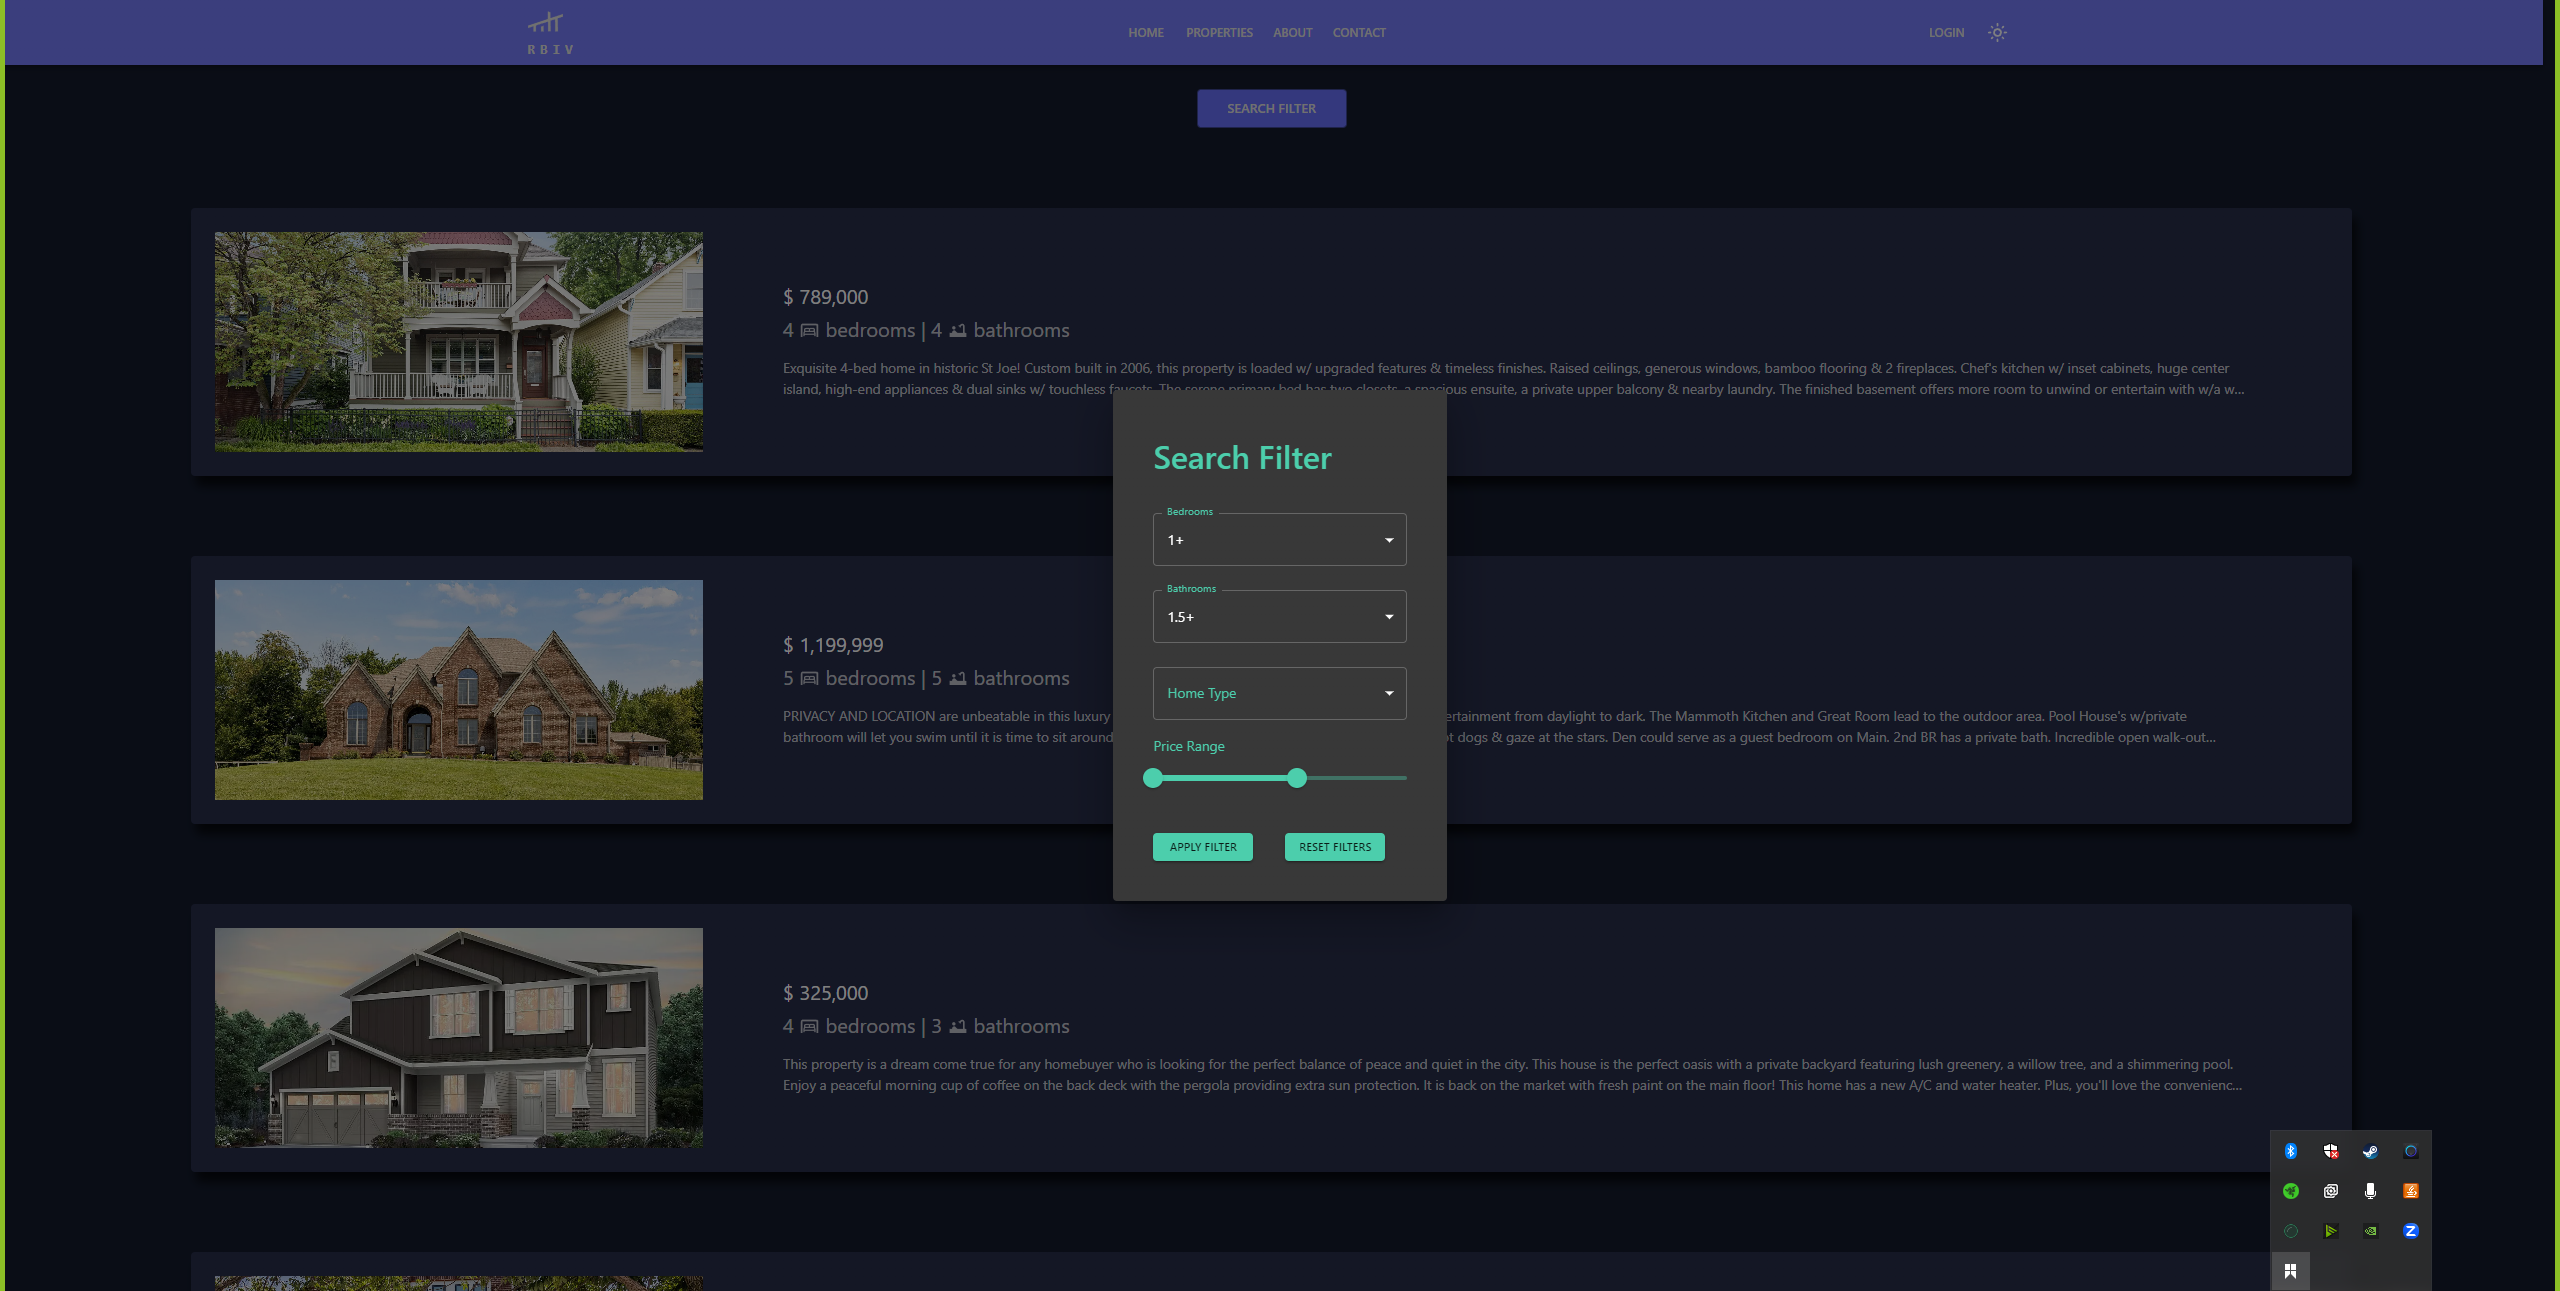 RBIV
HOME PROPERTIES ABOUT CONTACT
LOGIN
SEARCH FILTER
$ 789,000
4 bedrooms | 4 bathrooms
Exquisite 4-bed home in historic St Joe! Custom built in 2006, this property is loaded w/ upgraded features & timeless finishes. Raised ceilings, generous windows, bamboo flooring & 2 fireplaces. Chef's kitchen w/ inset cabinets, huge center
island, high-end appliances & dual sinks w/ touchless faucets. The serene primary bed has two closets, a spacious ensuite, a private upper balcony & nearby laundry. The finished basement offers more room to unwind or entertain with w/a w...
Search Filter
Bedrooms
1+
Bathrooms
1.5+
Home Type
Price Range
APPLY FILTER RESET FILTERS
$ 1,199,999
5 bedrooms | 5 bathrooms
PRIVACY AND LOCATION are unbeatable in this luxury ertainment from daylight to dark. The Mammoth Kitchen and Great Room lead to the outdoor area. Pool House's w/private
bathroom will let you swim until it is time to sit around ot dogs & gaze at the stars. Den could serve as a guest bedroom on Main. 2nd BR has a private bath. Incredible open walk-out...
$ 325,000
4 bedrooms | 3 bathrooms
This property is a dream come true for any homebuyer who is looking for the perfect balance of peace and quiet in the city. This house is the perfect oasis with a private backyard featuring lush greenery, a willow tree, and a shimmering pool.
Enjoy a peaceful morning cup of coffee on the back deck with the pergola providing extra sun protection. It is back on the market with fresh paint on the main floor! This home has a new A/C and water heater. Plus, you'll love the convenienc...